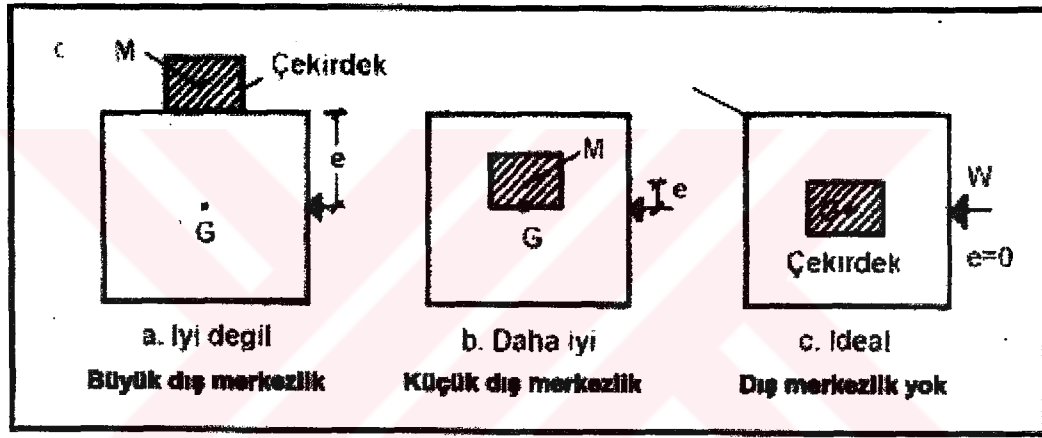 c
M
Çekirdek
e
G
a. Iyi degil
Büyük dış merkezlik
M
e
G
b. Daha iyi
Küçük dış merkezlik
W
e=0
Çekirdek
c. Ideal
Dış merkezlik yok